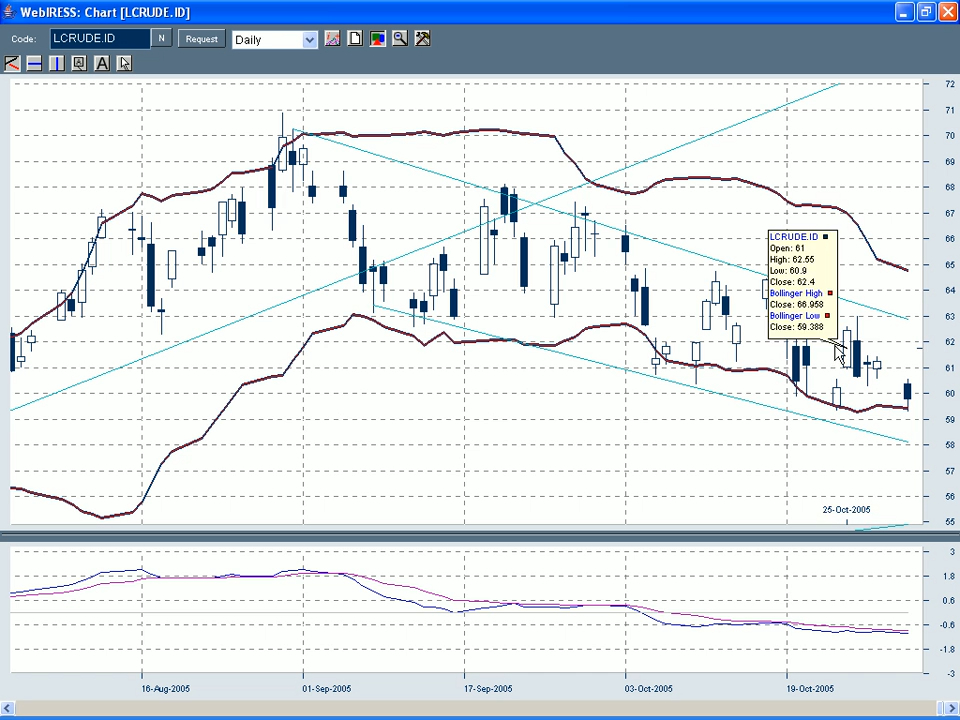 WebIRESS: Chart [LCRUDE.ID]
Code: LCRUDE.ID N Request Daily
A
72
71
70
69
68
67
66
65
64
63
62
61
60
59
58
57
56
55
LCRUDE.ID
Open: 61
High: 62.55
Low: 60.9
Close: 62.4
Bollinger High
Close: 66.958
Bollinger Low
Close: 59.388
25-Oct-2005
3
1.8
0.6
-0.6
-1.8
-3
16-Aug-2005 01-Sep-2005 17-Sep-2005 03-Oct-2005 19-Oct-2005